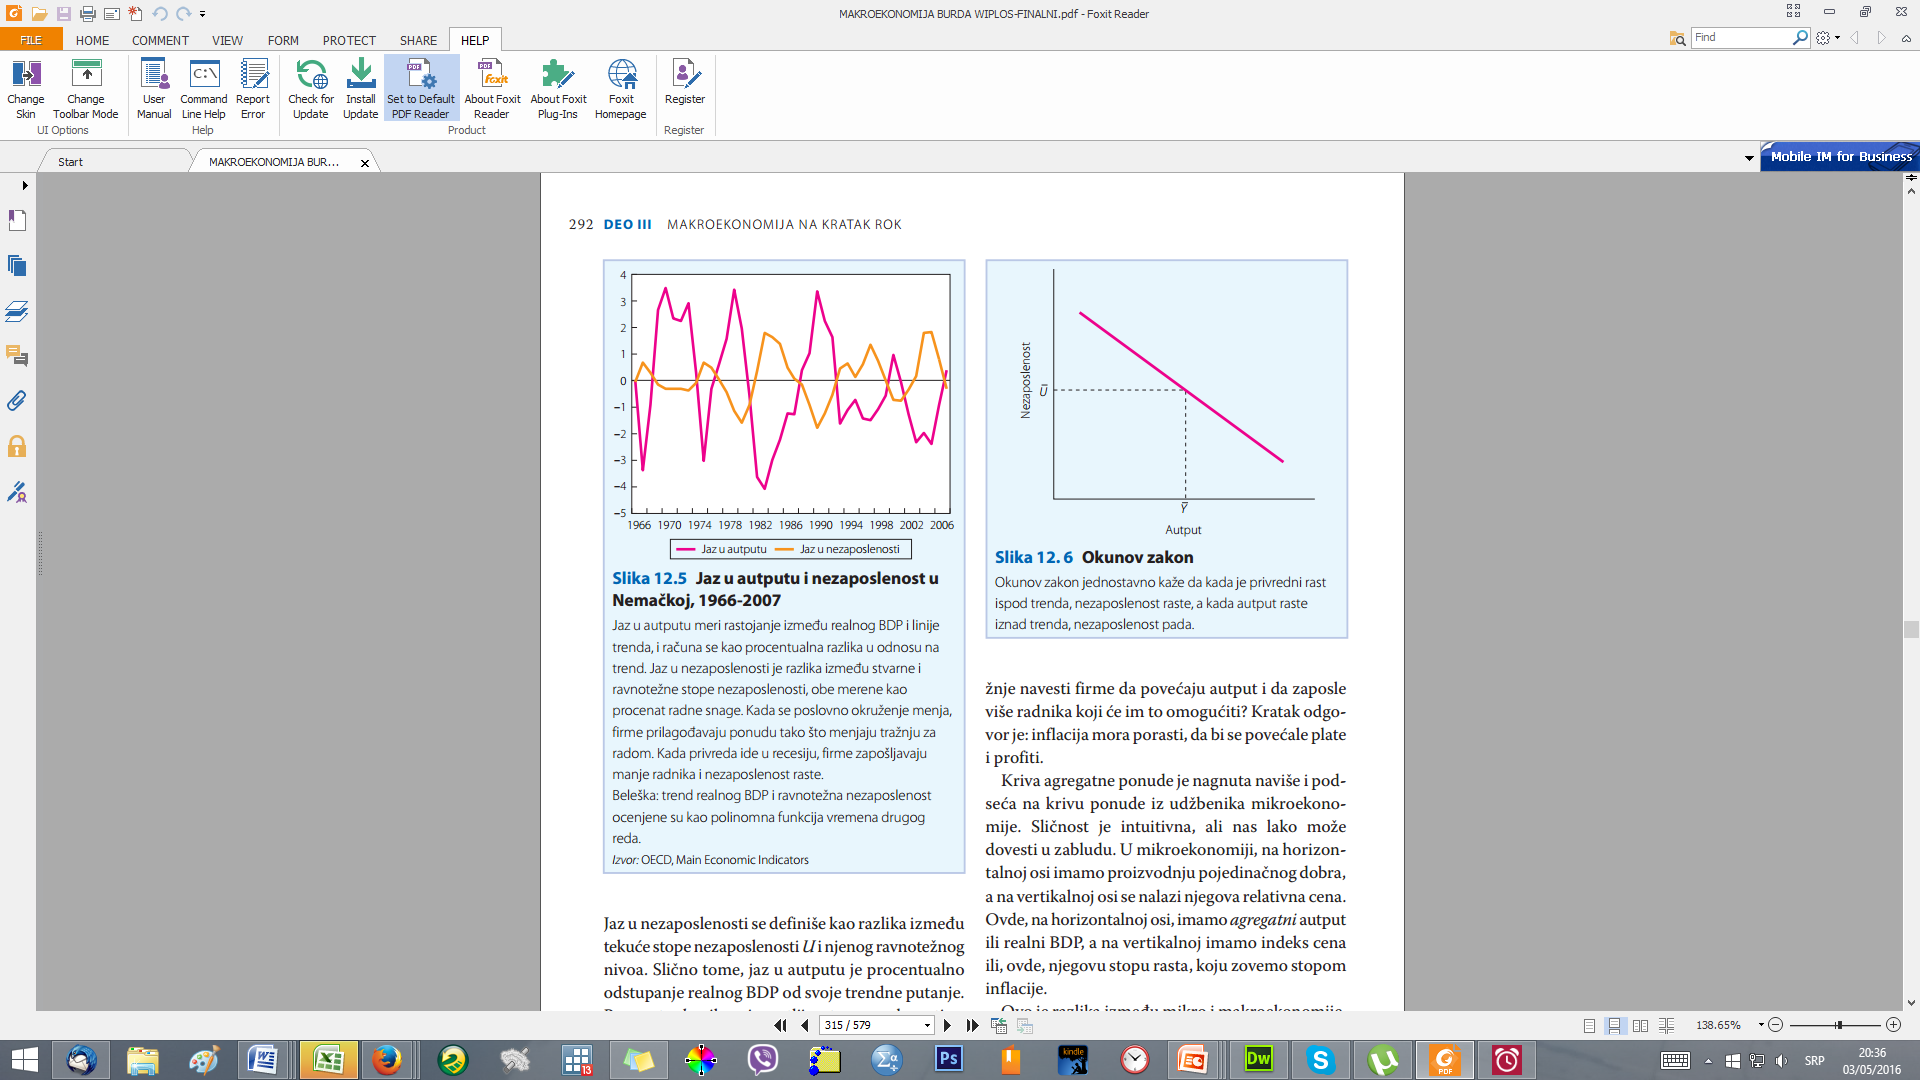 MAKROEKONOMIJA BURDA WIPLOS-FINALNI.pdf - Foxit Reader
FILE HOME COMMENT VIEW FORM PROTECT SHARE HELP
Find
Change Skin
Change Toolbar Mode
UI Options
User Manual
Command Line Help
Report Error
Help
Check for Update
Install Update
Set to Default PDF Reader
About Foxit Reader
About Foxit Plug-Ins
Foxit Homepage
Product
Register
Register
Start
MAKROEKONOMIJA BUR...
Mobile IM for Business
292 DEO III MAKROEKONOMIJA NA KRATAK ROK
4
3
2
1
0
−1
−2
−3
−4
−5
1966 1970 1974 1978 1982 1986 1990 1994 1998 2002 2006
Jaz u autputu Jaz u nezaposlenosti
Slika 12.5 Jaz u autputu i nezaposlenost u
Nemačkoj, 1966-2007
Jaz u autputu meri rastojanje između realnog BDP i linije
trenda, i računa se kao procentualna razlika u odnosu na
trend. Jaz u nezaposlenosti je razlika između stvarne i
ravnotežne stope nezaposlenosti, obe merene kao
procenat radne snage. Kada se poslovno okruženje menja,
firme prilagođavaju ponudu tako što menjaju tražnju za
radom. Kada privreda ide u recesiju, firme zapošljavaju
manje radnika i nezaposlenost raste.
Beleška: trend realnog BDP i ravnotežna nezaposlenost
ocenjene su kao polinomna funkcija vremena drugog
reda.
Izvor: OECD, Main Economic Indicators
Jaz u nezaposlenosti se definiše kao razlika između
tekuće stope nezaposlenosti U i njenog ravnotežnog
nivoa. Slično tome, jaz u autputu je procentualno
odstupanje realnog BDP od svoje trendne putanje.
Nezaposlenost
U̅
Y̅
Autput
Slika 12. 6 Okunov zakon
Okunov zakon jednostavno kaže da kada je privredni rast
ispod trenda, nezaposlenost raste, a kada autput raste
iznad trenda, nezaposlenost pada.
žnje navesti firme da povećaju autput i da zaposle
više radnika koji će im to omogućiti? Kratak odgo-
vor je: inflacija mora porasti, da bi se povećale plate
i profiti.
Kriva agregatne ponude je nagnuta naviše i pod-
seća na krivu ponude iz udžbenika mikroekono-
mije. Sličnost je intuitivna, ali nas lako može
dovesti u zabludu. U mikroekonomiji, na horizon-
talnoj osi imamo proizvodnju pojedinačnog dobra,
a na vertikalnoj osi se nalazi njegova relativna cena.
Ovde, na horizontalnoj osi, imamo agregatni autput
ili realni BDP, a na vertikalnoj imamo indeks cena
ili, ovde, njegovu stopu rasta, koju zovemo stopom
inflacije.
Ovo je razlika između mikro i makroekonomije
315 / 579
138.65%
SRP
20:36
03/05/2016